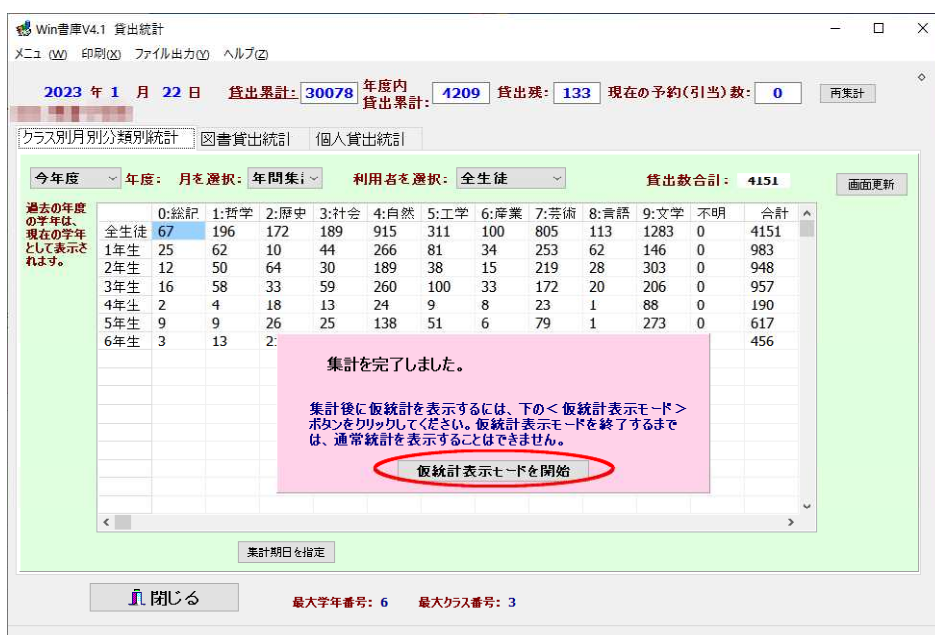 Win書庫V4.1 貸出統計
メニュ (W) 印刷(X) ファイル出力(Y) ヘルプ(Z)
2023 年 1 月 22 日 貸出累計: 30078 年度内貸出累計: 4209 貸出残: 133 現在の予約(引当)数: 0 再集計
クラス別月別分類別統計 図書貸出統計 個人貸出統計
今年度 年度: 月を選択: 年間集 利用者を選択: 全生徒 貸出数合計: 4151 画面更新
過去の年度
の学年は、
現在の学年
として表示さ
れます。
0:総記 1:哲学 2:歴史 3:社会 4:自然 5:工学 6:産業 7:芸術 8:言語 9:文学 不明 合計
全生徒 67 196 172 189 915 311 100 805 113 1283 0 4151
1年生 25 62 10 44 266 81 34 253 62 146 0 983
2年生 12 50 64 30 189 38 15 219 28 303 0 948
3年生 16 58 33 59 260 100 33 172 20 206 0 957
4年生 2 4 18 13 24 9 8 23 1 88 0 190
5年生 9 9 26 25 138 51 6 79 1 273 0 617
6年生 3 13 456
集計を完了しました。
集計後に仮統計を表示するには、下の<仮統計表示モード>
ボタンをクリックしてください。仮統計表示モードを終了するまで
は、通常統計を表示することはできません。
仮統計表示モードを開始
集計期日を指定
閉じる 最大学年番号: 6 最大クラス番号: 3